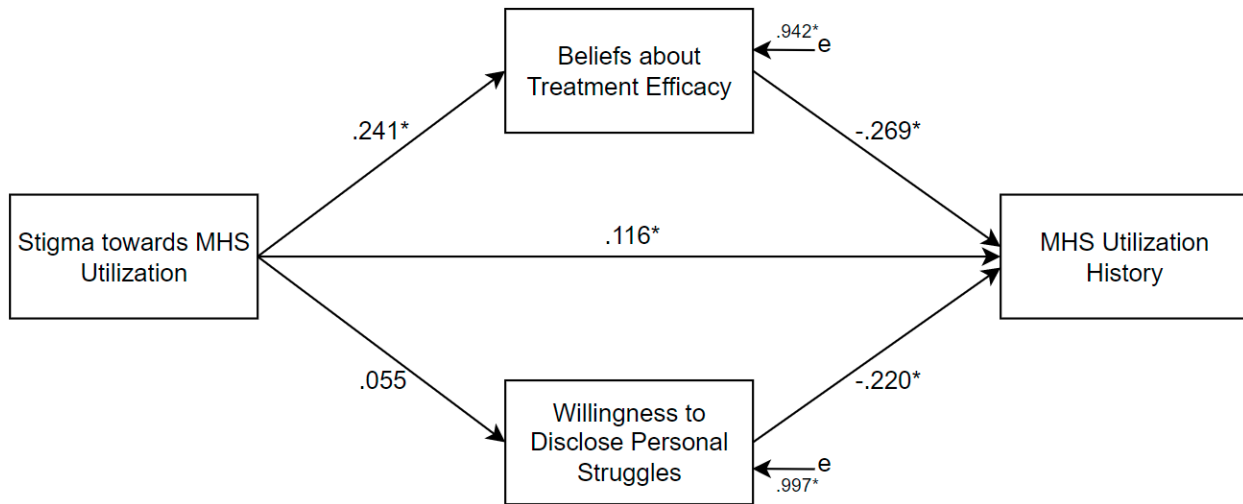 Beliefs about
Treatment Efficacy
.942*
e
.241*
-.269*
Stigma towards MHS
Utilization
.116*
MHS Utilization
History
.055
-.220*
Willingness to
Disclose Personal
Struggles
e
.997*